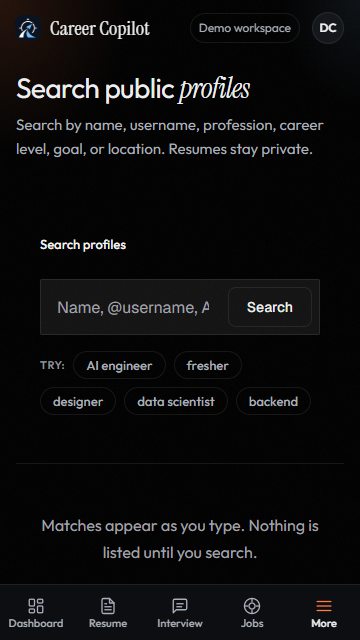 Career Copilot
Demo workspace
DC
Search public profiles
Search by name, username, profession, career
level, goal, or location. Resumes stay private.
Search profiles
Name, @username,
Search
TRY:
AI engineer
fresher
designer
data scientist
backend
Matches appear as you type. Nothing is
listed until you search.
Dashboard
Resume
Interview
Jobs
More